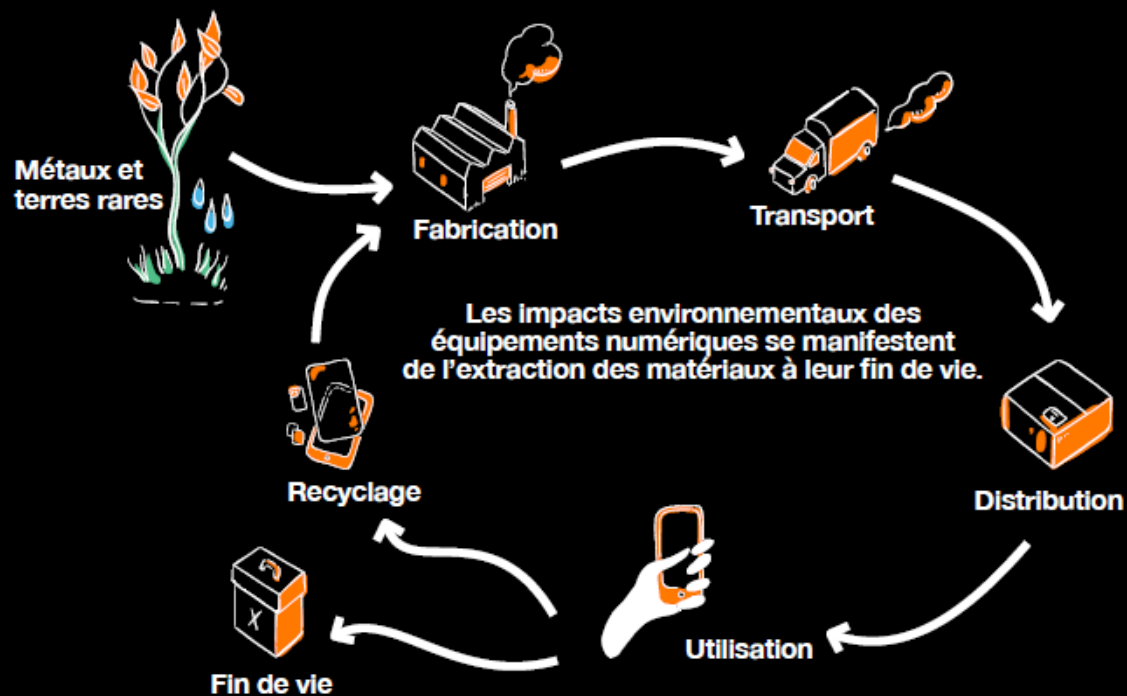 Métaux et
terres rares
Fabrication
Transport
Les impacts environnementaux des
équipements numériques se manifestent
de l'extraction des matériaux à leur fin de vie.
Distribution
Recyclage
Utilisation
X
Fin de vie